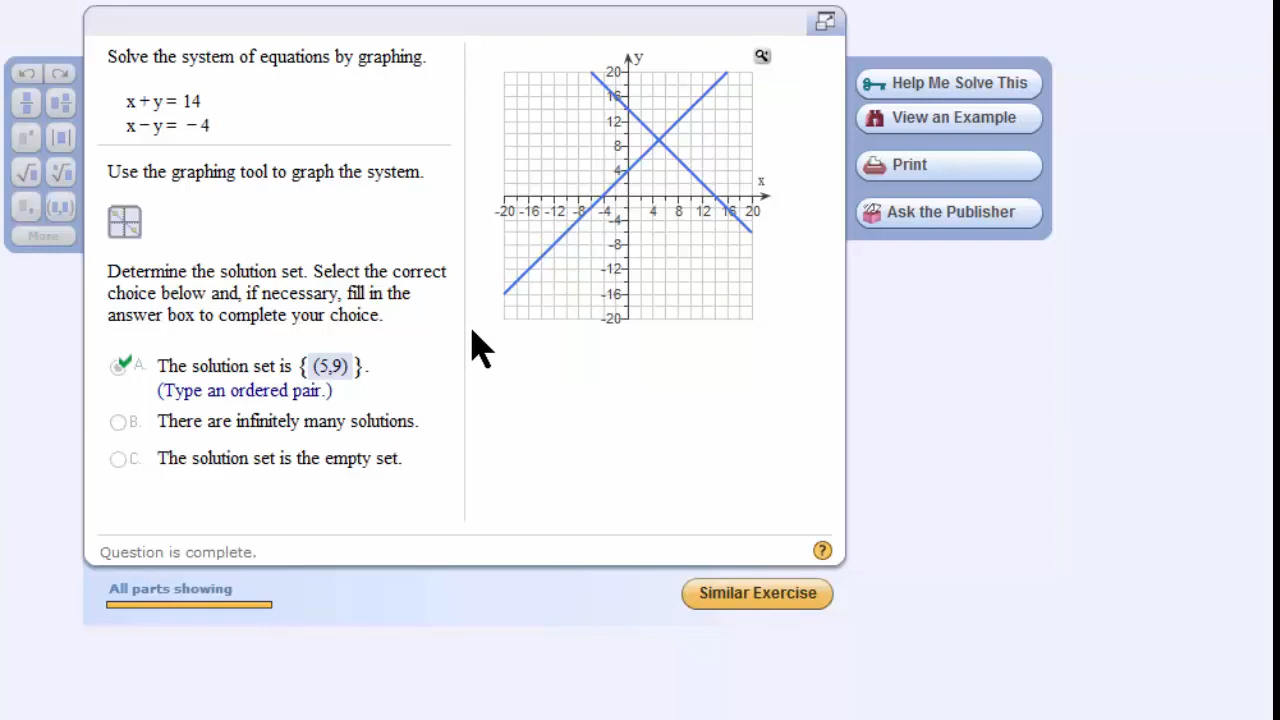 Solve the system of equations by graphing.
x + y = 14
x − y = − 4
Use the graphing tool to graph the system.
Determine the solution set. Select the correct
choice below and, if necessary, fill in the
answer box to complete your choice.
A. The solution set is { (5,9) }.
(Type an ordered pair.)
B. There are infinitely many solutions.
C. The solution set is the empty set.
y
20
16
12
8
4
x
-20 -16 -12 -8 -4 4 8 12 16 20
-4
-8
-12
-16
-20
More
Help Me Solve This
View an Example
Print
Ask the Publisher
Question is complete.
?
All parts showing
Similar Exercise